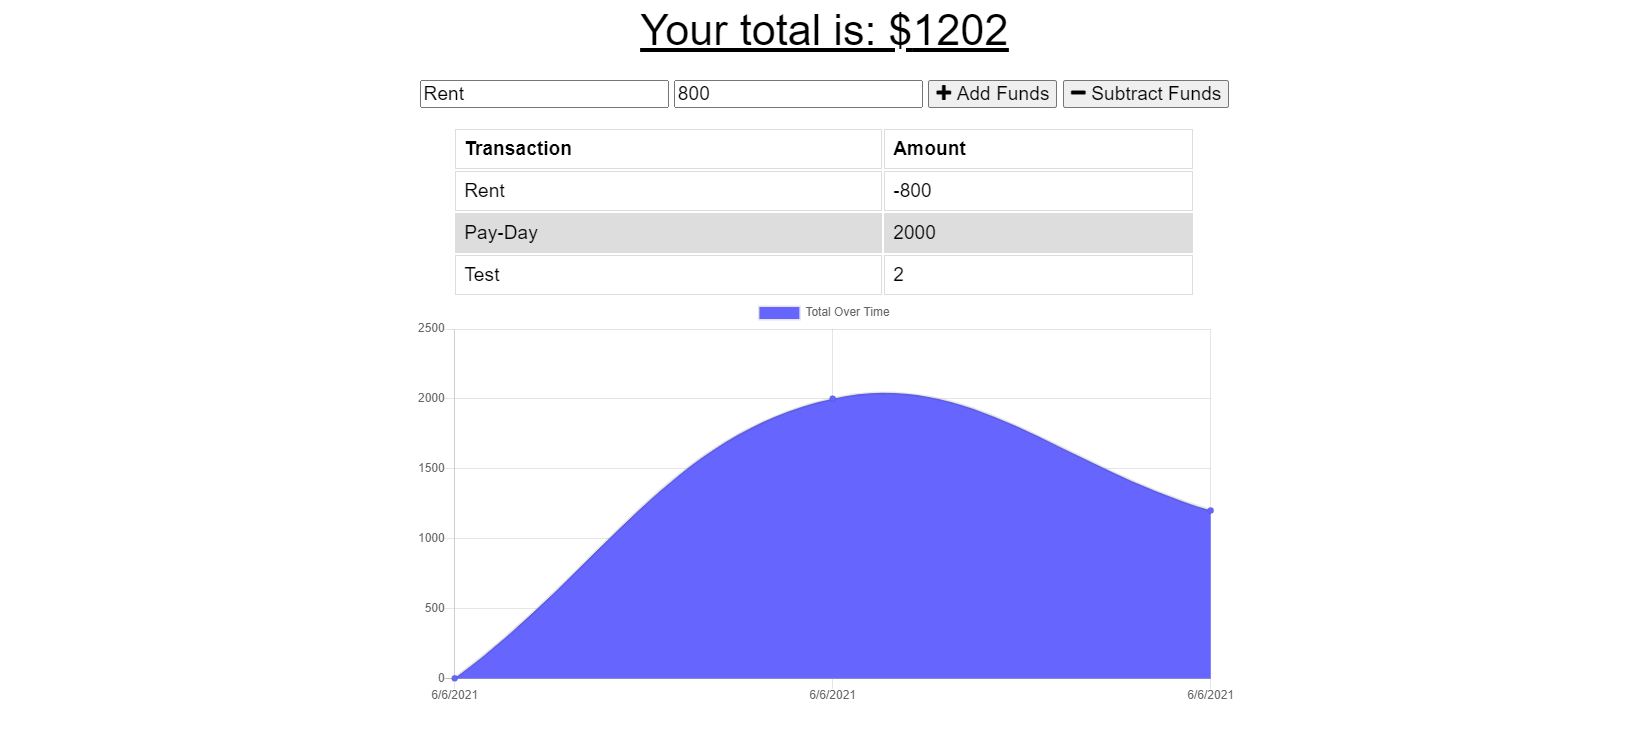 Your total is: $1202
Rent 800 Add Funds Subtract Funds
Transaction Amount
Rent -800
Pay-Day 2000
Test 2
Total Over Time
2500
2000
1500
1000
500
0
6/6/2021 6/6/2021 6/6/2021